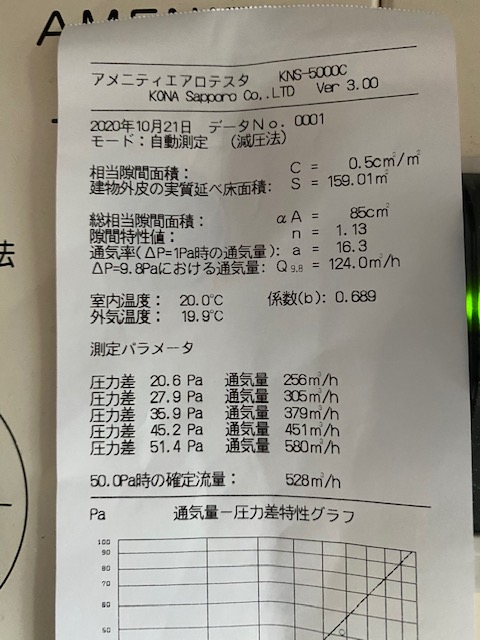 アメニティエアロテスタ KNS-5000C
KONA Sapporo Co,.LTD Ver 3.00
2020年10月21日 データNo. 0001
モード：自動測定 （減圧法）
相当隙間面積： C = 0.5cm²/m²
建物外皮の実質延べ床面積： S = 159.01m²
総相当隙間面積： αA = 85cm²
隙間特性値： n = 1.13
通気率(ΔP=1Pa時の通気量)： a = 16.3
ΔP=9.8Paにおける通気量： Q9.8 = 124.0m³/h
室内温度： 20.0℃ 係数(b): 0.689
外気温度： 19.9℃
測定パラメータ
圧力差 20.6 Pa 通気量 256m³/h
圧力差 27.9 Pa 通気量 305m³/h
圧力差 35.9 Pa 通気量 379m³/h
圧力差 45.2 Pa 通気量 451m³/h
圧力差 51.4 Pa 通気量 580m³/h
50.0Pa時の確定流量： 528m³/h
Pa 通気量－圧力差特性グラフ
100
90
80
70
60
50
法